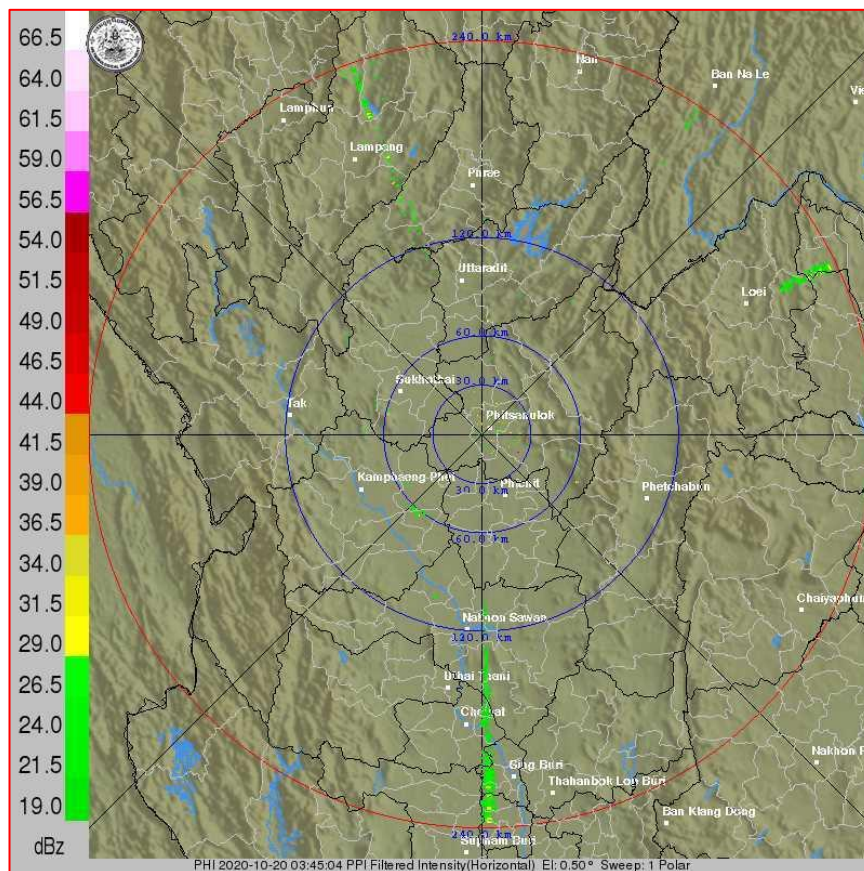 66.5
64.0
61.5
59.0
56.5
54.0
51.5
49.0
46.5
44.0
41.5
39.0
36.5
34.0
31.5
29.0
26.5
24.0
21.5
19.0
dBz
240.0 km
Nan
Ban Na Le
Lamphun
Lampang
Phrae
120.0 km
Uttaradit
Loei
60.0 km
Sukhothai
Tak
Phitsanulok
Kamphaeng Phet
Phichit
30.0 km
Phetchabun
60.0 km
Chaiyaphum
Nakhon Sawan
120.0 km
Uthai Thani
Chainat
Sing Buri
Thahanbok Lop Buri
Nakhon R
Ban Klang Dong
240.0 km
Suphan Buri
PHI 2020-10-20 03:45:04 PPI Filtered Intensity(Horizontal) El: 0.50° Sweep: 1 Polar